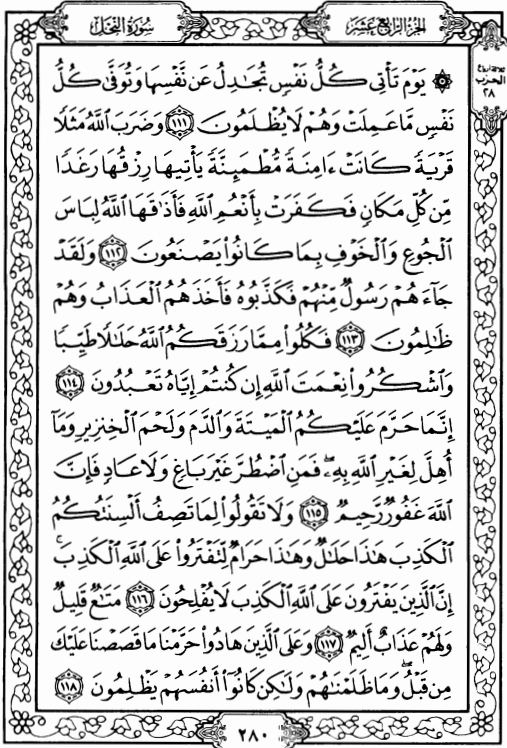 الجزء الرابع عشر
سورة النحل
ثلاثة أرباع
الحزب
٢٨
۞ يَوْمَ تَأْتِى كُلُّ نَفْسٍ تُجَٰدِلُ عَن نَّفْسِهَا وَتُوَفَّىٰ كُلُّ
نَفْسٍ مَّا عَمِلَتْ وَهُمْ لَا يُظْلَمُونَ ١١١ وَضَرَبَ ٱللَّهُ مَثَلًا
قَرْيَةً كَانَتْ ءَامِنَةً مُّطْمَئِنَّةً يَأْتِيهَا رِزْقُهَا رَغَدًا
مِّن كُلِّ مَكَانٍ فَكَفَرَتْ بِأَنْعُمِ ٱللَّهِ فَأَذَٰقَهَا ٱللَّهُ لِبَاسَ
ٱلْجُوعِ وَٱلْخَوْفِ بِمَا كَانُوا۟ يَصْنَعُونَ ١١٢ وَلَقَدْ
جَآءَهُمْ رَسُولٌ مِّنْهُمْ فَكَذَّبُوهُ فَأَخَذَهُمُ ٱلْعَذَابُ وَهُمْ
ظَٰلِمُونَ ١١٣ فَكُلُوا۟ مِمَّا رَزَقَكُمُ ٱللَّهُ حَلَٰلًا طَيِّبًا
وَٱشْكُرُوا۟ نِعْمَتَ ٱللَّهِ إِن كُنتُمْ إِيَّاهُ تَعْبُدُونَ ١١٤
إِنَّمَا حَرَّمَ عَلَيْكُمُ ٱلْمَيْتَةَ وَٱلدَّمَ وَلَحْمَ ٱلْخِنزِيرِ وَمَآ
أُهِلَّ لِغَيْرِ ٱللَّهِ بِهِۦ ۖ فَمَنِ ٱضْطُرَّ غَيْرَ بَاغٍ وَلَا عَادٍ فَإِنَّ
ٱللَّهَ غَفُورٌ رَّحِيمٌ ١١٥ وَلَا تَقُولُوا۟ لِمَا تَصِفُ أَلْسِنَتُكُمُ
ٱلْكَذِبَ هَٰذَا حَلَٰلٌ وَهَٰذَا حَرَامٌ لِّتَفْتَرُوا۟ عَلَى ٱللَّهِ ٱلْكَذِبَ ۚ
إِنَّ ٱلَّذِينَ يَفْتَرُونَ عَلَى ٱللَّهِ ٱلْكَذِبَ لَا يُفْلِحُونَ ١١٦ مَتَٰعٌ قَلِيلٌ
وَلَهُمْ عَذَابٌ أَلِيمٌ ١١٧ وَعَلَى ٱلَّذِينَ هَادُوا۟ حَرَّمْنَا مَا قَصَصْنَا عَلَيْكَ
مِن قَبْلُ ۖ وَمَا ظَلَمْنَٰهُمْ وَلَٰكِن كَانُوٓا۟ أَنفُسَهُمْ يَظْلِمُونَ ١١٨
٢٨٠